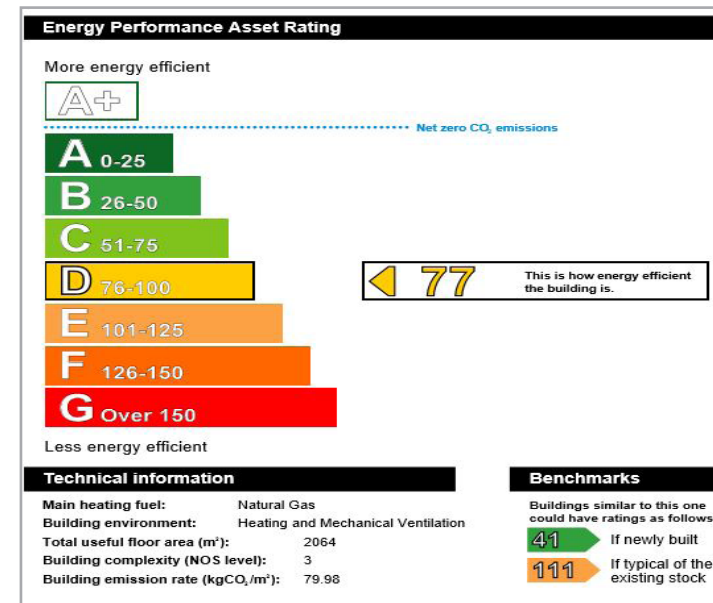 Energy Performance Asset Rating
More energy efficient
A+
Net zero CO₂ emissions
A 0-25
B 26-50
C 51-75
D 76-100
77
This is how energy efficient
the building is.
E 101-125
F 126-150
G Over 150
Less energy efficient
Technical information
Main heating fuel: Natural Gas
Building environment: Heating and Mechanical Ventilation
Total useful floor area (m²): 2064
Building complexity (NOS level): 3
Building emission rate (kgCO₂/m²): 79.98
Benchmarks
Buildings similar to this one
could have ratings as follows
41 If newly built
111 If typical of the
existing stock